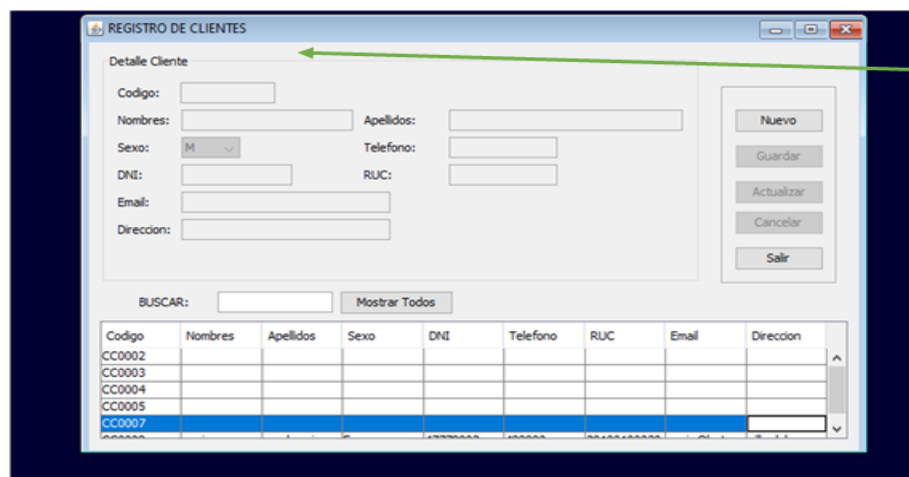 REGISTRO DE CLIENTES
Detalle Cliente
Codigo:
Nombres: Apellidos:
Sexo: M Telefono:
DNI: RUC:
Email:
Direccion:
Nuevo
Guardar
Actualizar
Cancelar
Salir
BUSCAR: Mostrar Todos
Codigo Nombres Apellidos Sexo DNI Telefono RUC Email Direccion
CC0002
CC0003
CC0004
CC0005
CC0007